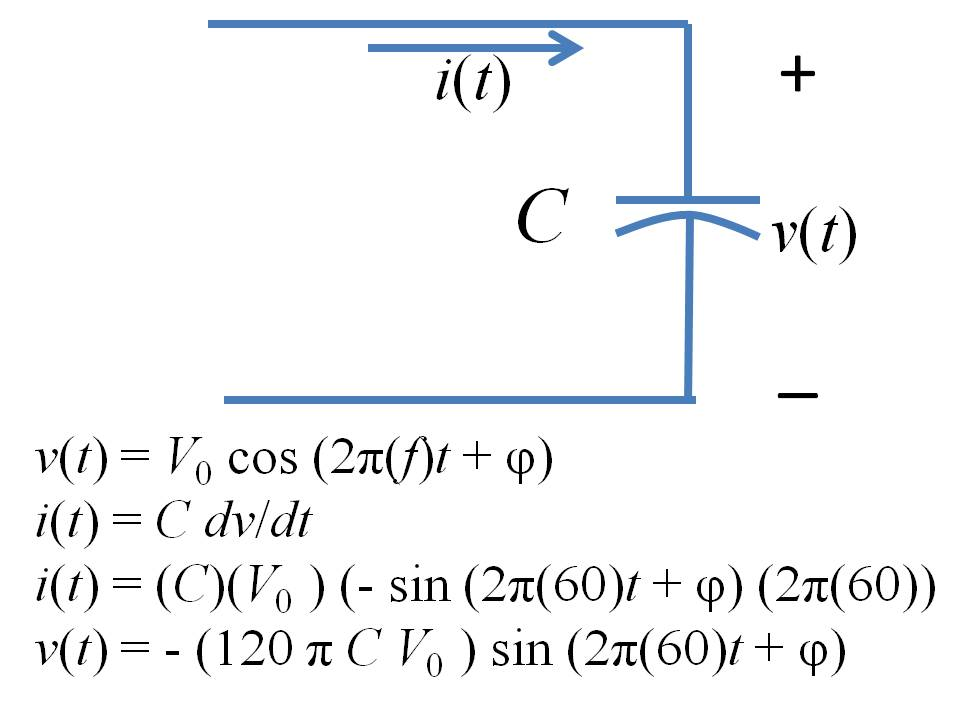 i(t)
+
C
v(t)
–
v(t) = V₀ cos (2π(f)t + φ)
i(t) = C dv/dt
i(t) = (C)(V₀ ) (- sin (2π(60)t + φ) (2π(60))
v(t) = - (120 π C V₀ ) sin (2π(60)t + φ)